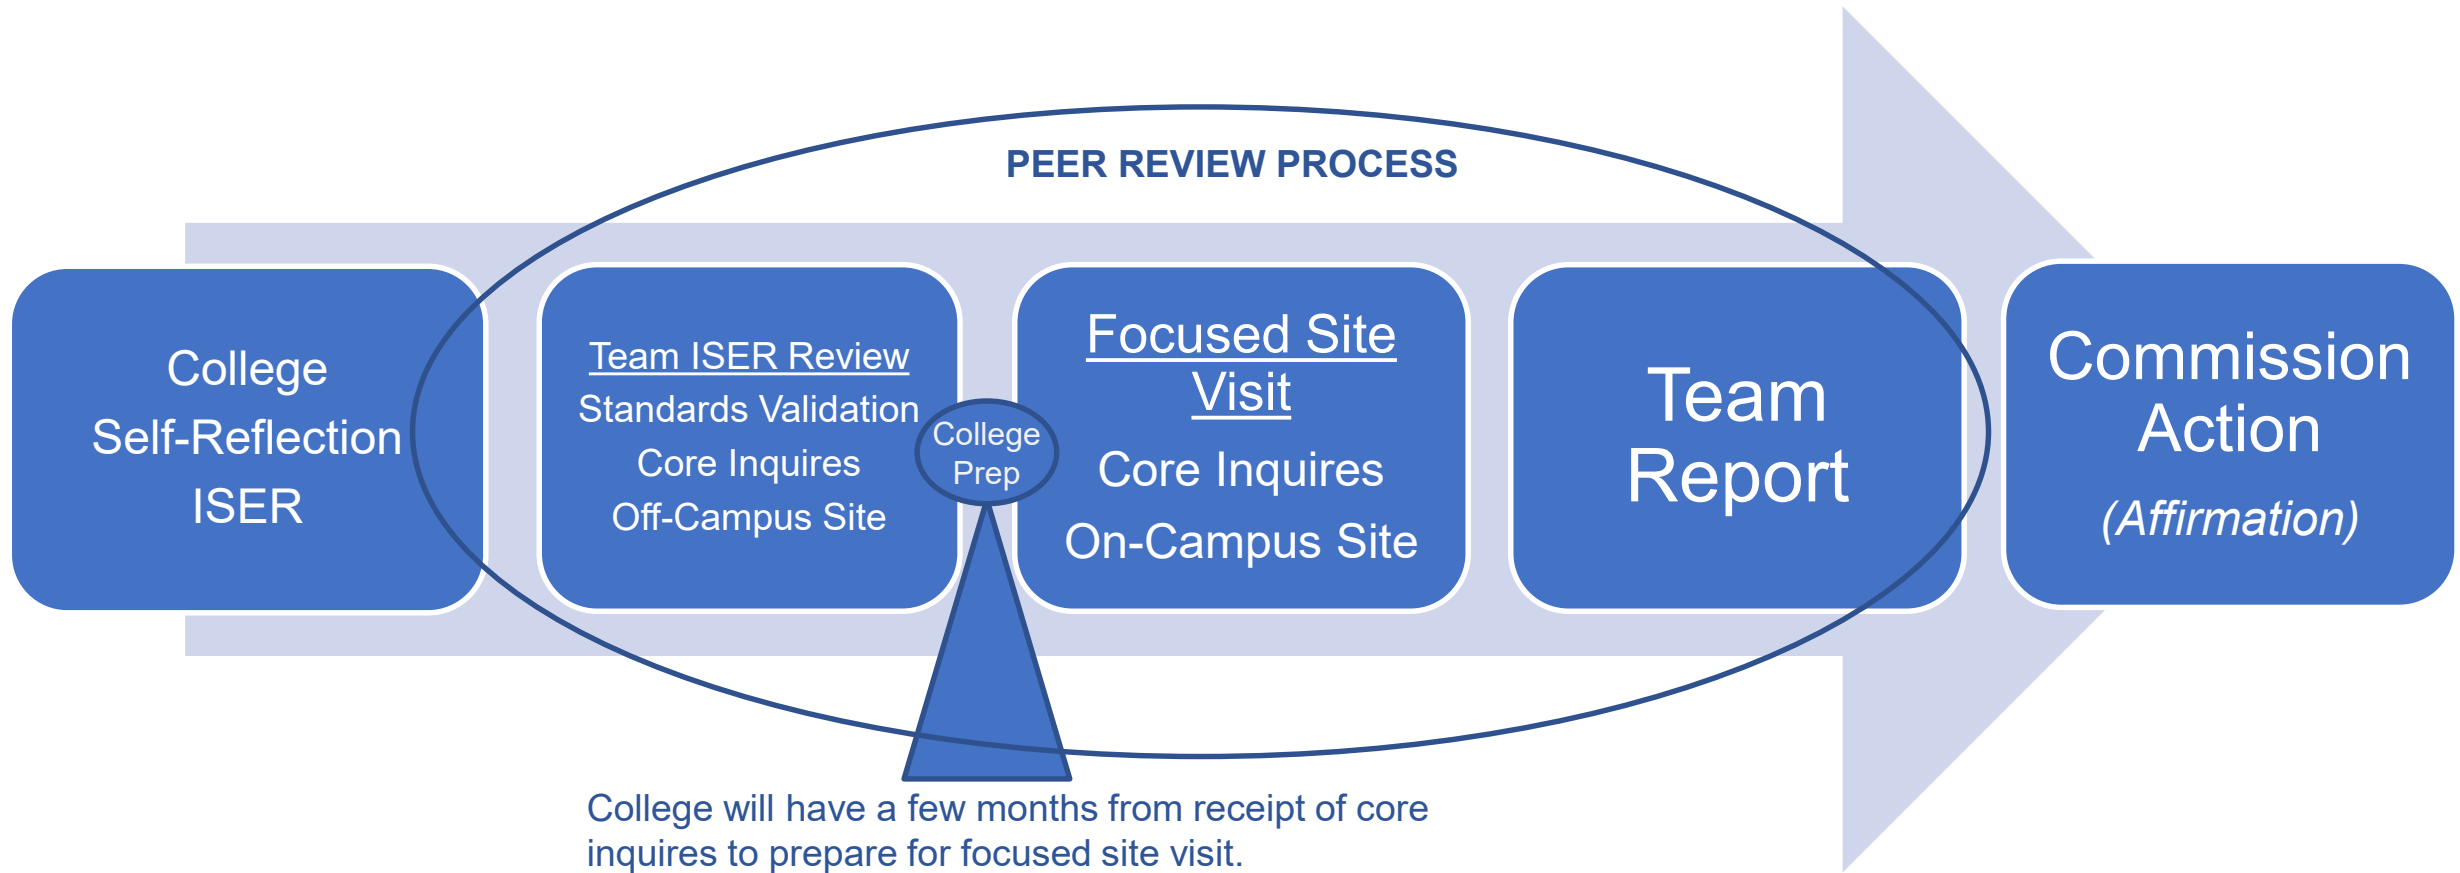 PEER REVIEW PROCESS
College
Self-Reflection
ISER
Team ISER Review
Standards Validation
Core Inquires
Off-Campus Site
College
Prep
Focused Site
Visit
Core Inquires
On-Campus Site
Team
Report
Commission
Action
(Affirmation)
College will have a few months from receipt of core
inquires to prepare for focused site visit.